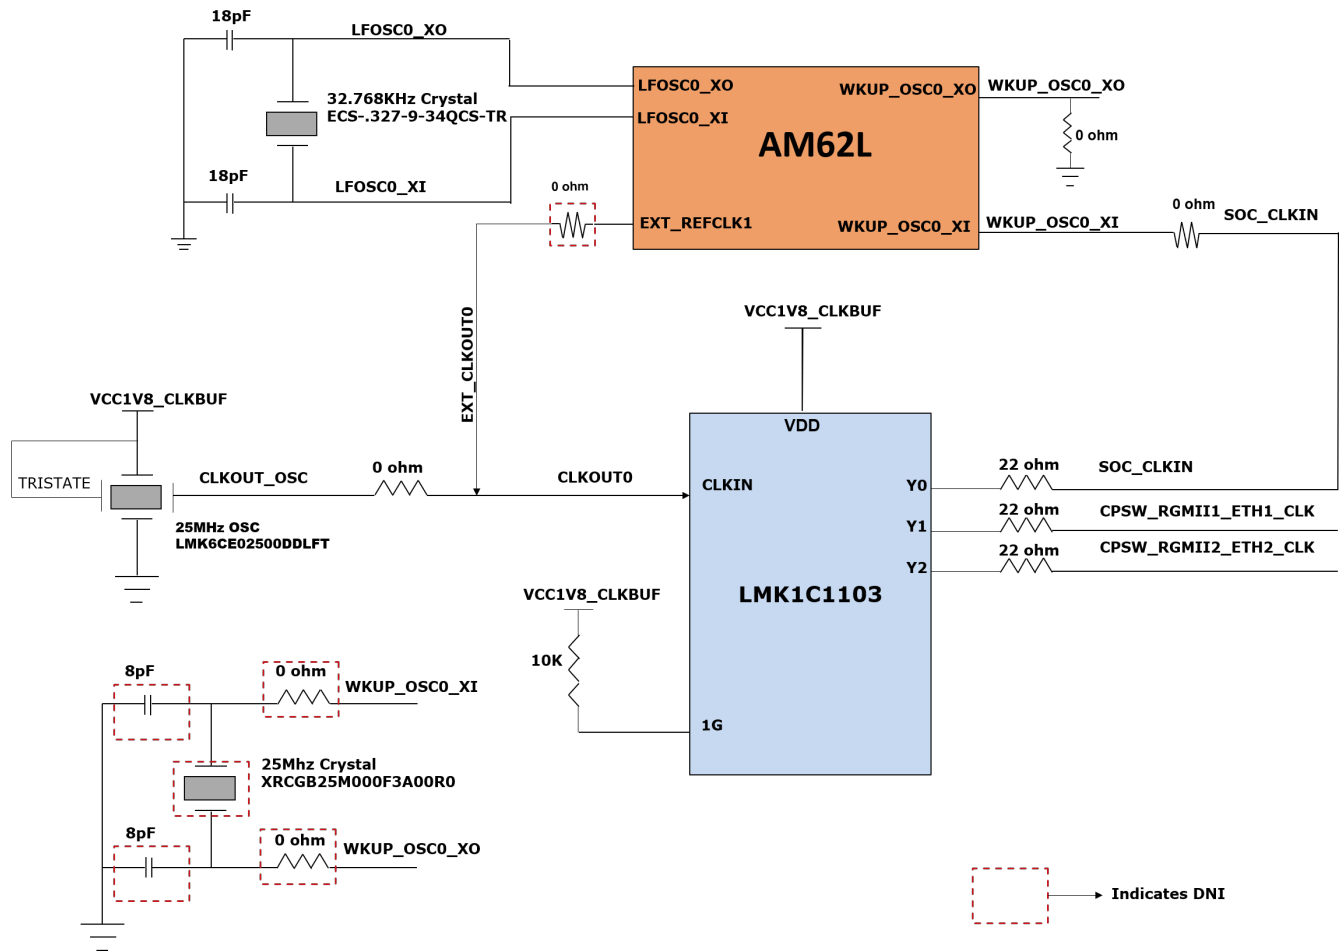 18pF
LFOSC0_XO
32.768KHz Crystal
ECS-.327-9-34QCS-TR
18pF
LFOSC0_XI
LFOSC0_XO
LFOSC0_XI
AM62L
WKUP_OSC0_XO
WKUP_OSC0_XO
0 ohm
0 ohm
EXT_REFCLK1
WKUP_OSC0_XI
WKUP_OSC0_XI
0 ohm
SOC_CLKIN
EXT_CLKOUT0
VCC1V8_CLKBUF
VCC1V8_CLKBUF
TRISTATE
CLKOUT_OSC
0 ohm
CLKOUT0
25MHz OSC
LMK6CE02500DDLFT
VDD
CLKIN
Y0
22 ohm
SOC_CLKIN
Y1
22 ohm
CPSW_RGMII1_ETH1_CLK
Y2
22 ohm
CPSW_RGMII2_ETH2_CLK
LMK1C1103
VCC1V8_CLKBUF
10K
1G
8pF
0 ohm
WKUP_OSC0_XI
25Mhz Crystal
XRCGB25M000F3A00R0
8pF
0 ohm
WKUP_OSC0_XO
Indicates DNI